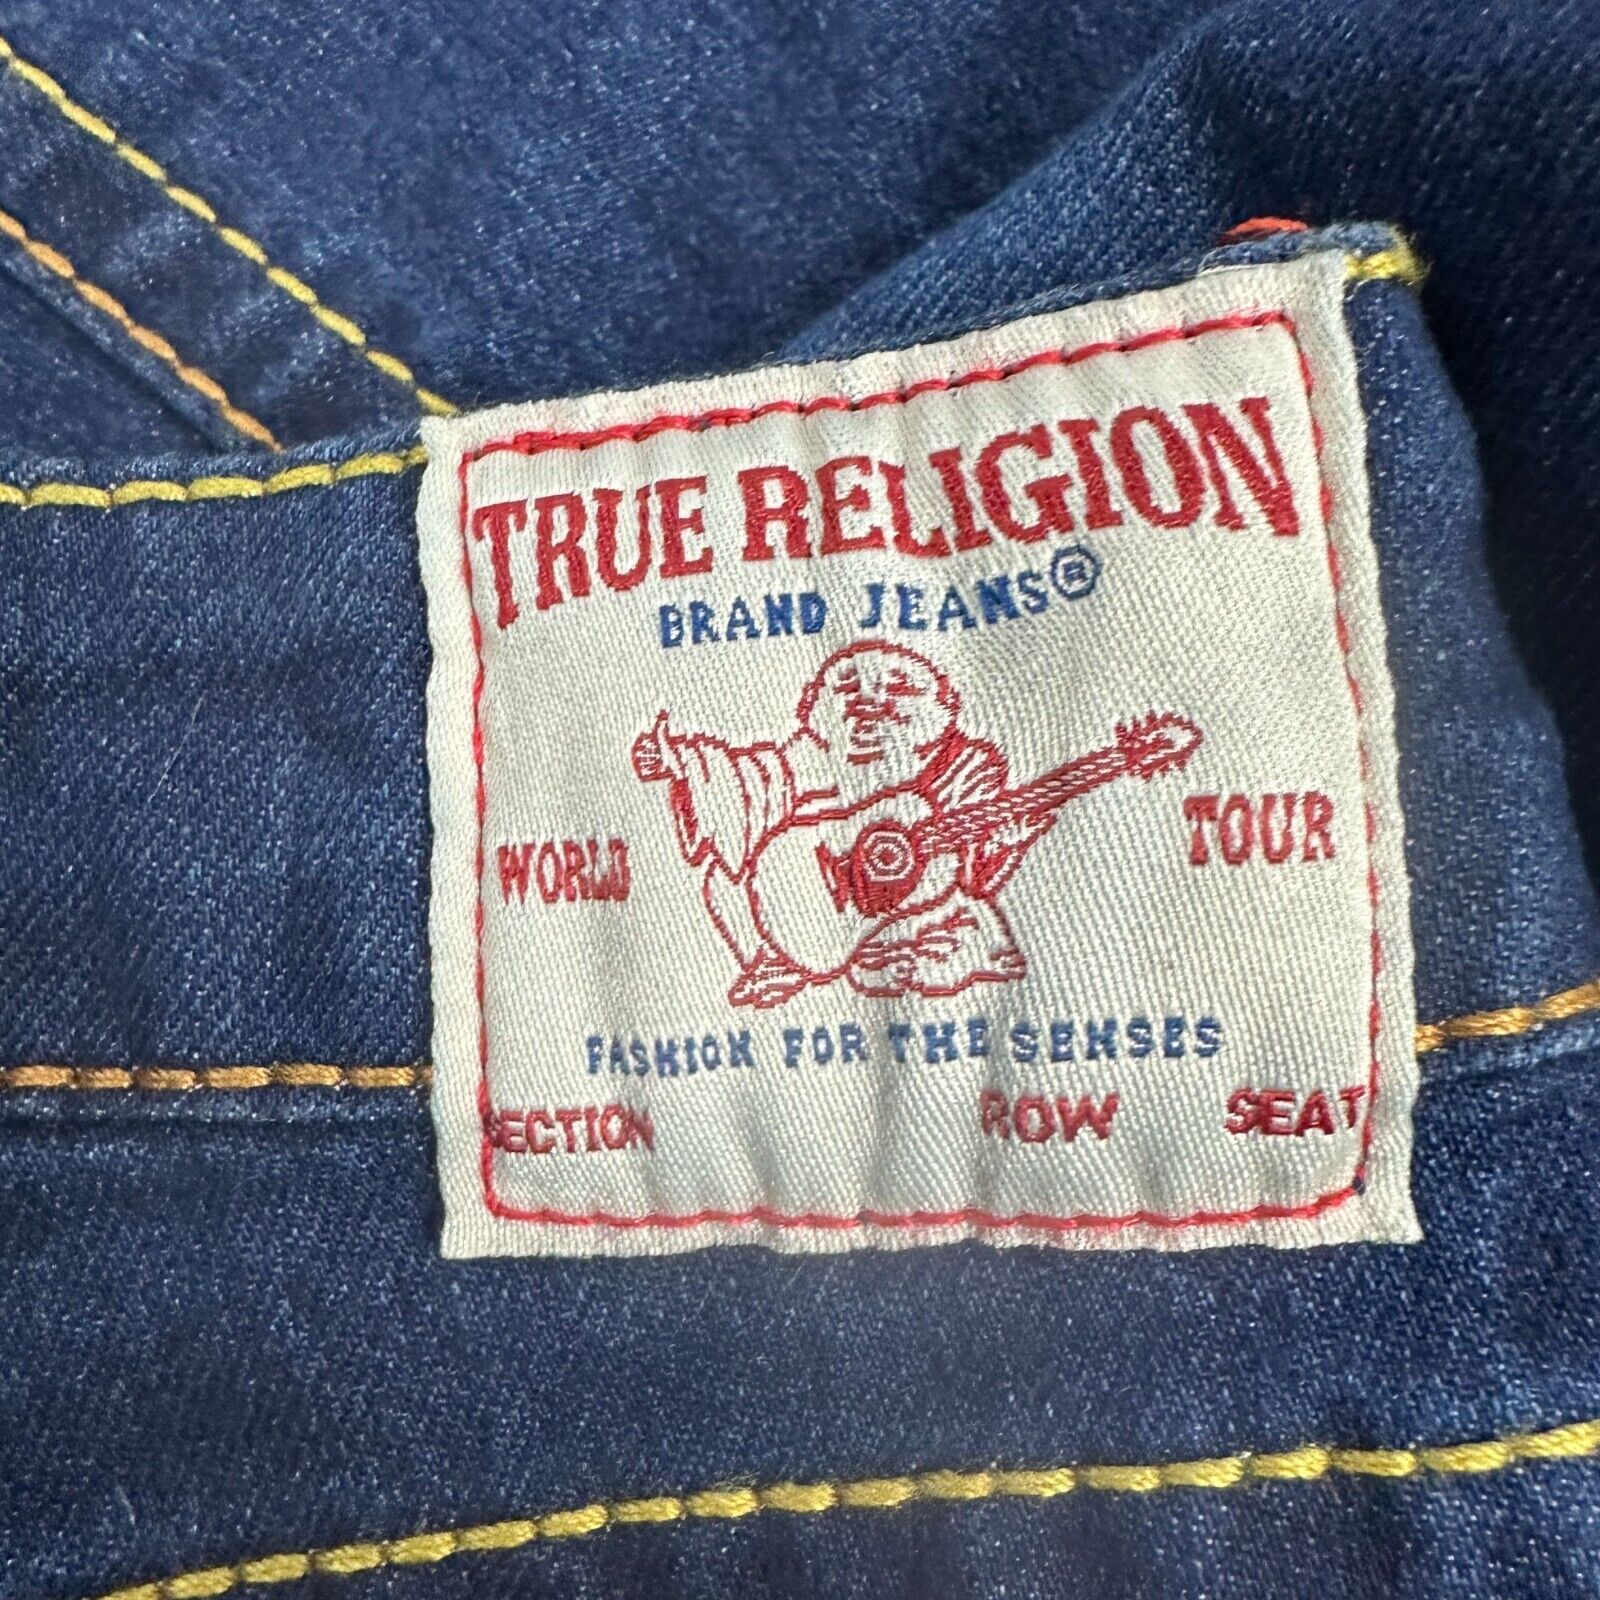 TRUE RELIGION
BRAND JEANS®
WORLD TOUR
FASHION FOR THE SENSES
SECTION ROW SEAT